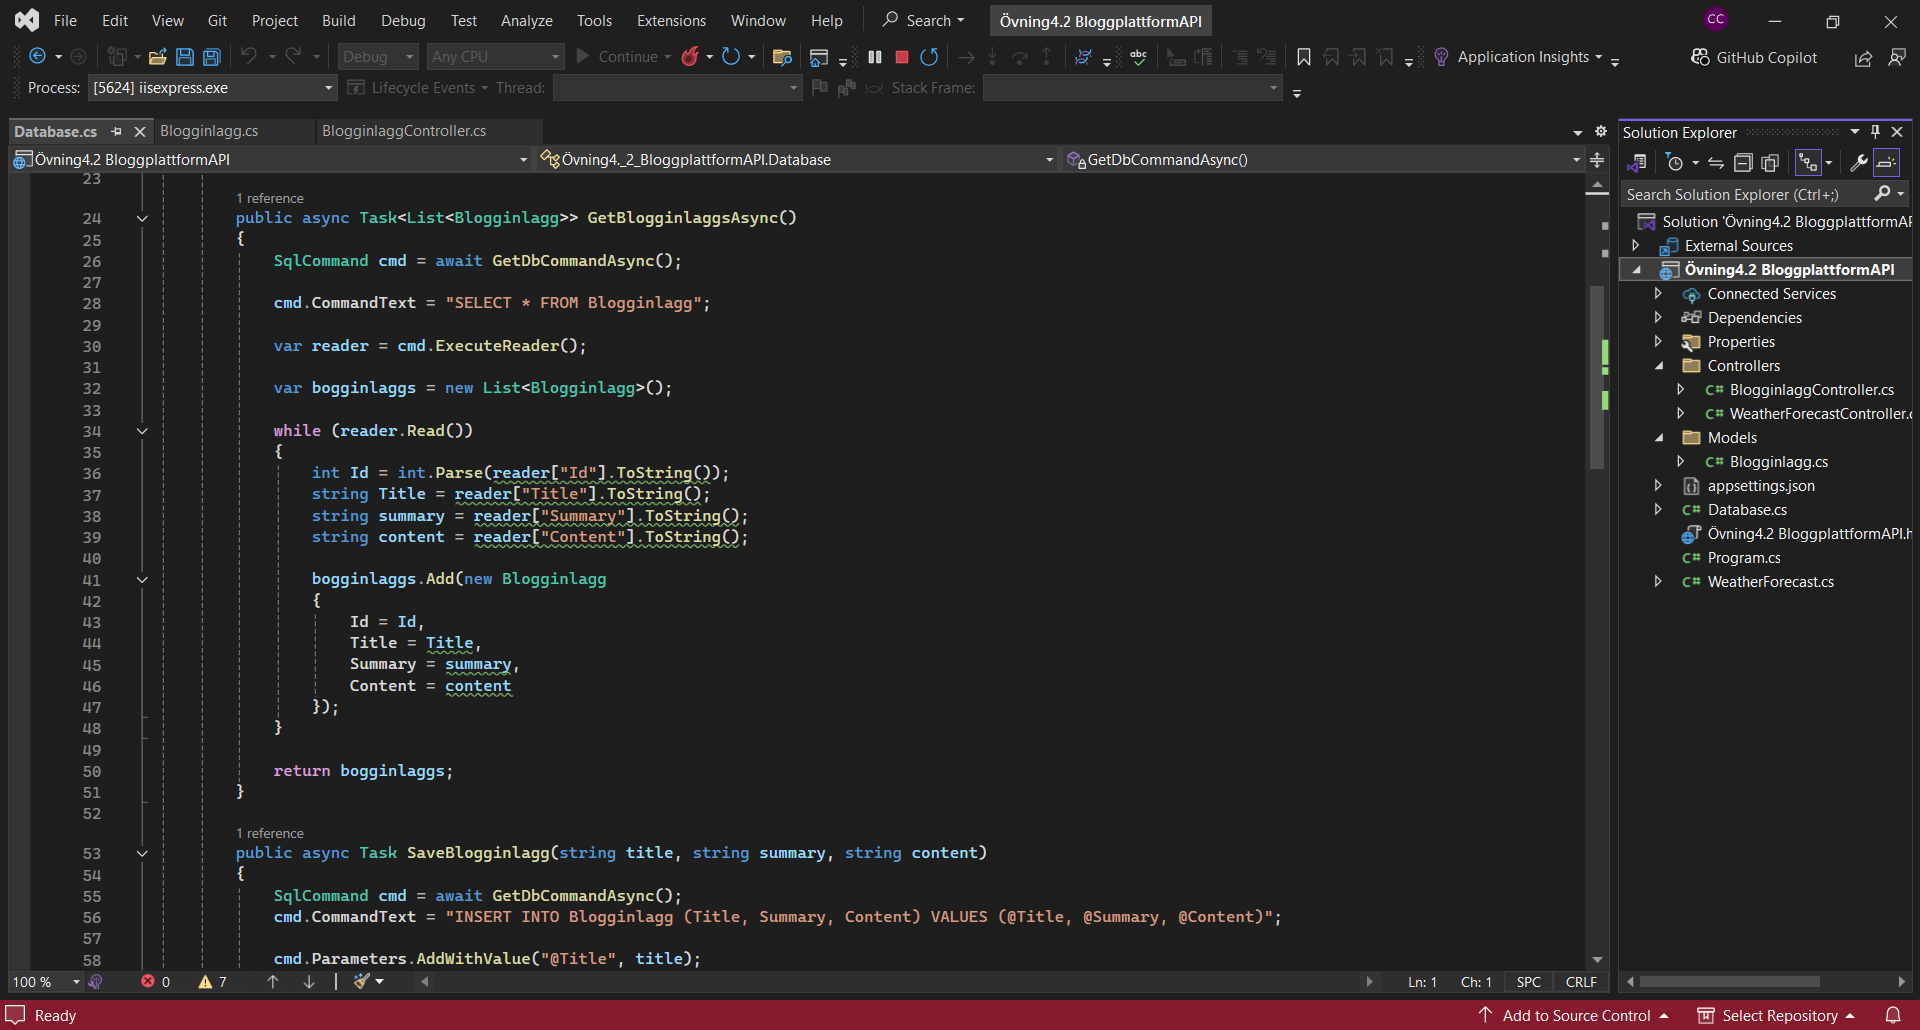 File Edit View Git Project Build Debug Test Analyze Tools Extensions Window Help Search Övning4.2 BloggplattformAPI CC
Debug Any CPU Continue abc Application Insights GitHub Copilot
Process: [5624] iisexpress.exe Lifecycle Events Thread: Stack Frame:
Database.cs Blogginlagg.cs BlogginlaggController.cs
Övning4.2 BloggplattformAPI Övning4._2_BloggplattformAPI.Database GetDbCommandAsync()
23
1 reference
24 public async Task<List<Blogginlagg>> GetBlogginlaggsAsync()
25 {
26 SqlCommand cmd = await GetDbCommandAsync();
27
28 cmd.CommandText = "SELECT * FROM Blogginlagg";
29
30 var reader = cmd.ExecuteReader();
31
32 var bogginlaggs = new List<Blogginlagg>();
33
34 while (reader.Read())
35 {
36 int Id = int.Parse(reader["Id"].ToString());
37 string Title = reader["Title"].ToString();
38 string summary = reader["Summary"].ToString();
39 string content = reader["Content"].ToString();
40
41 bogginlaggs.Add(new Blogginlagg
42 {
43 Id = Id,
44 Title = Title,
45 Summary = summary,
46 Content = content
47 });
48 }
49
50 return bogginlaggs;
51 }
52
1 reference
53 public async Task SaveBlogginlagg(string title, string summary, string content)
54 {
55 SqlCommand cmd = await GetDbCommandAsync();
56 cmd.CommandText = "INSERT INTO Blogginlagg (Title, Summary, Content) VALUES (@Title, @Summary, @Content)";
57
58 cmd.Parameters.AddWithValue("@Title", title);
100 % 0 7 Ln: 1 Ch: 1 SPC CRLF
Solution Explorer
Search Solution Explorer (Ctrl+;)
Solution 'Övning4.2 BloggplattformAP
External Sources
Övning4.2 BloggplattformAPI
Connected Services
Dependencies
Properties
Controllers
C# BlogginlaggController.cs
C# WeatherForecastController.c
Models
C# Blogginlagg.cs
appsettings.json
C# Database.cs
Övning4.2 BloggplattformAPI.h
C# Program.cs
C# WeatherForecast.cs
Ready Add to Source Control Select Repository